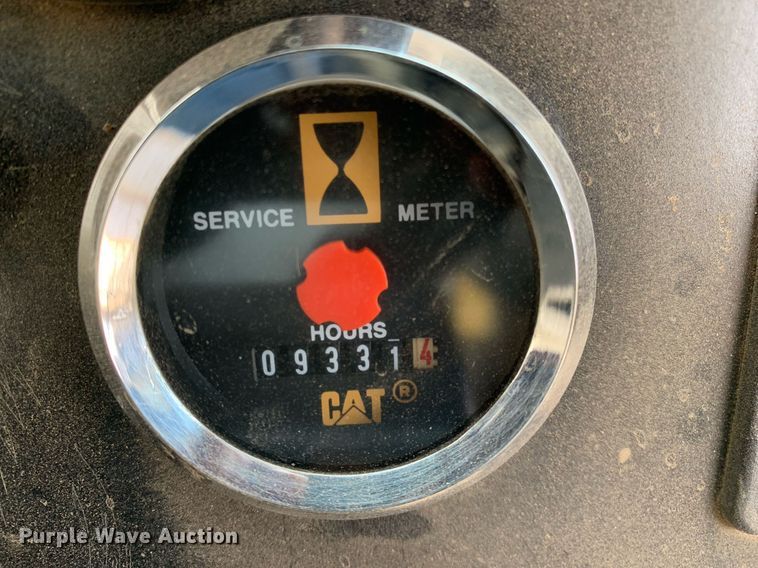 SERVICE METER
HOURS
093314
CAT ®
Purple Wave Auction